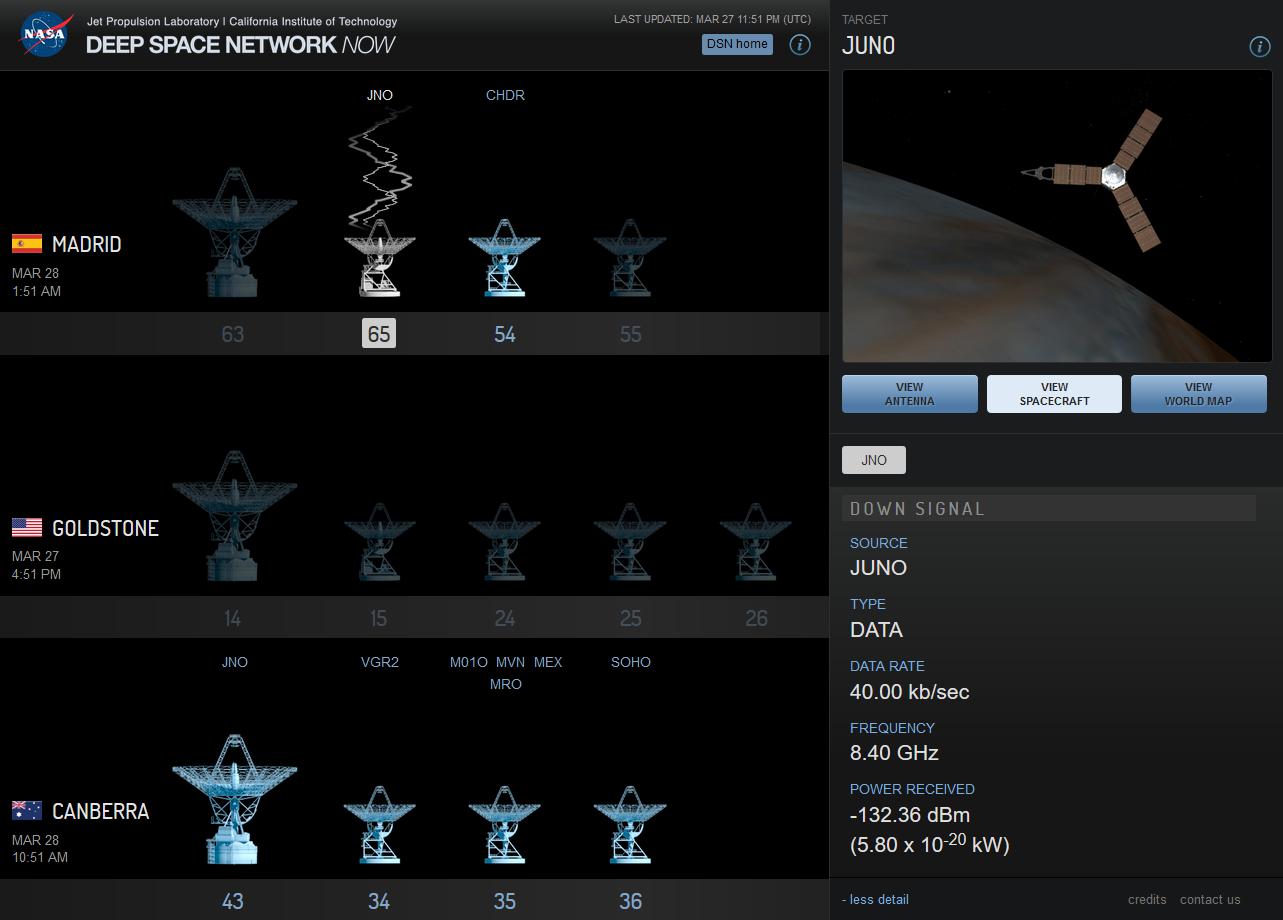 NASA
Jet Propulsion Laboratory | California Institute of Technology
DEEP SPACE NETWORK NOW
LAST UPDATED: MAR 27 11:51 PM (UTC)
DSN home
i
JNO
CHDR
MADRID
MAR 28
1:51 AM
63
65
54
55
GOLDSTONE
MAR 27
4:51 PM
14
15
24
25
26
JNO
VGR2
M01O MVN MEX
MRO
SOHO
CANBERRA
MAR 28
10:51 AM
43
34
35
36
TARGET
JUNO
i
VIEW
ANTENNA
VIEW
SPACECRAFT
VIEW
WORLD MAP
JNO
DOWN SIGNAL
SOURCE
JUNO
TYPE
DATA
DATA RATE
40.00 kb/sec
FREQUENCY
8.40 GHz
POWER RECEIVED
-132.36 dBm
(5.80 x 10-20 kW)
- less detail
credits contact us